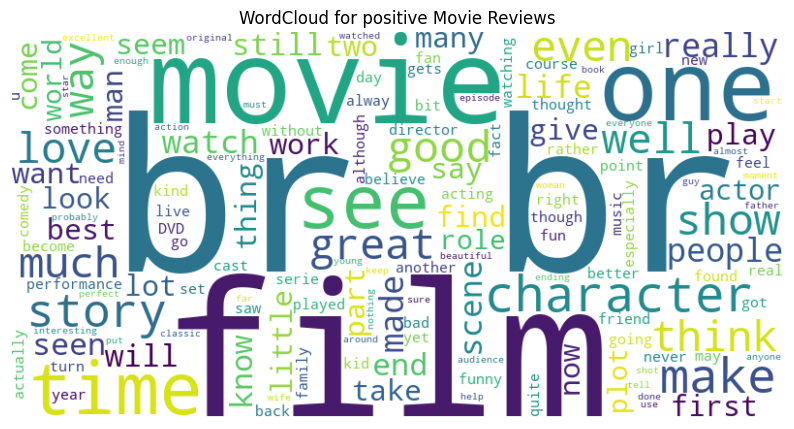 WordCloud for positive Movie Reviews
excellent original watched
enough
u come world star way man seem still two many fan gets day bit alway episode watching even girl really new course book life thought
movie one
must although director fact rather everyone almost start
something love action mind watch without work good say give well play
everything br br
want need kind believe acting find point feel guy moment
look live DVD go thing see actor woman right though fun music especially father show
comedy probably best become much great role people
performance lot set cast young another beautiful ending better found real
perfect far saw serie keep
story little played part nothing sure made bad yet scene character got
film
interesting put classic around friend going never may anyone
actually seen turn will know family kid end funny audience now plot think shot tell make
time wife take quite
year back help done use first